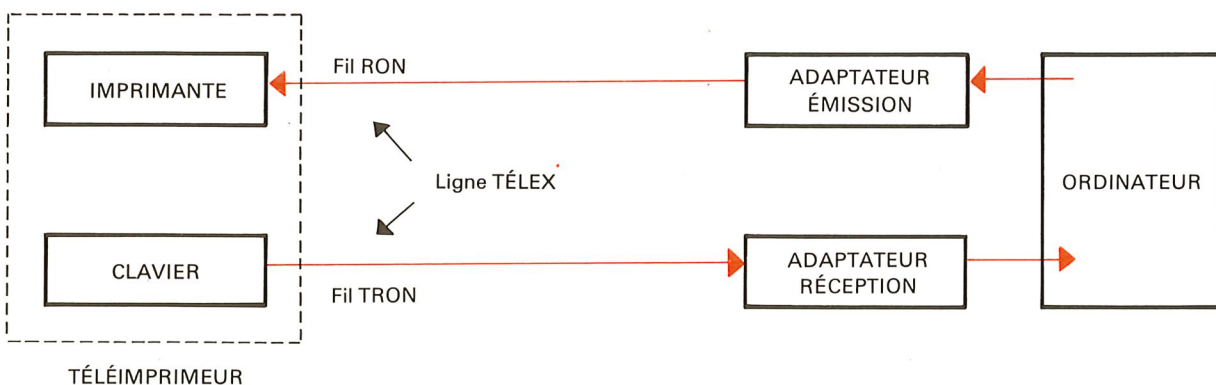 Fil RON
IMPRIMANTE
ADAPTATEUR
ÉMISSION
Ligne TÉLEX
ORDINATEUR
CLAVIER
ADAPTATEUR
RÉCEPTION
Fil TRON
TÉLÉIMPRIMEUR